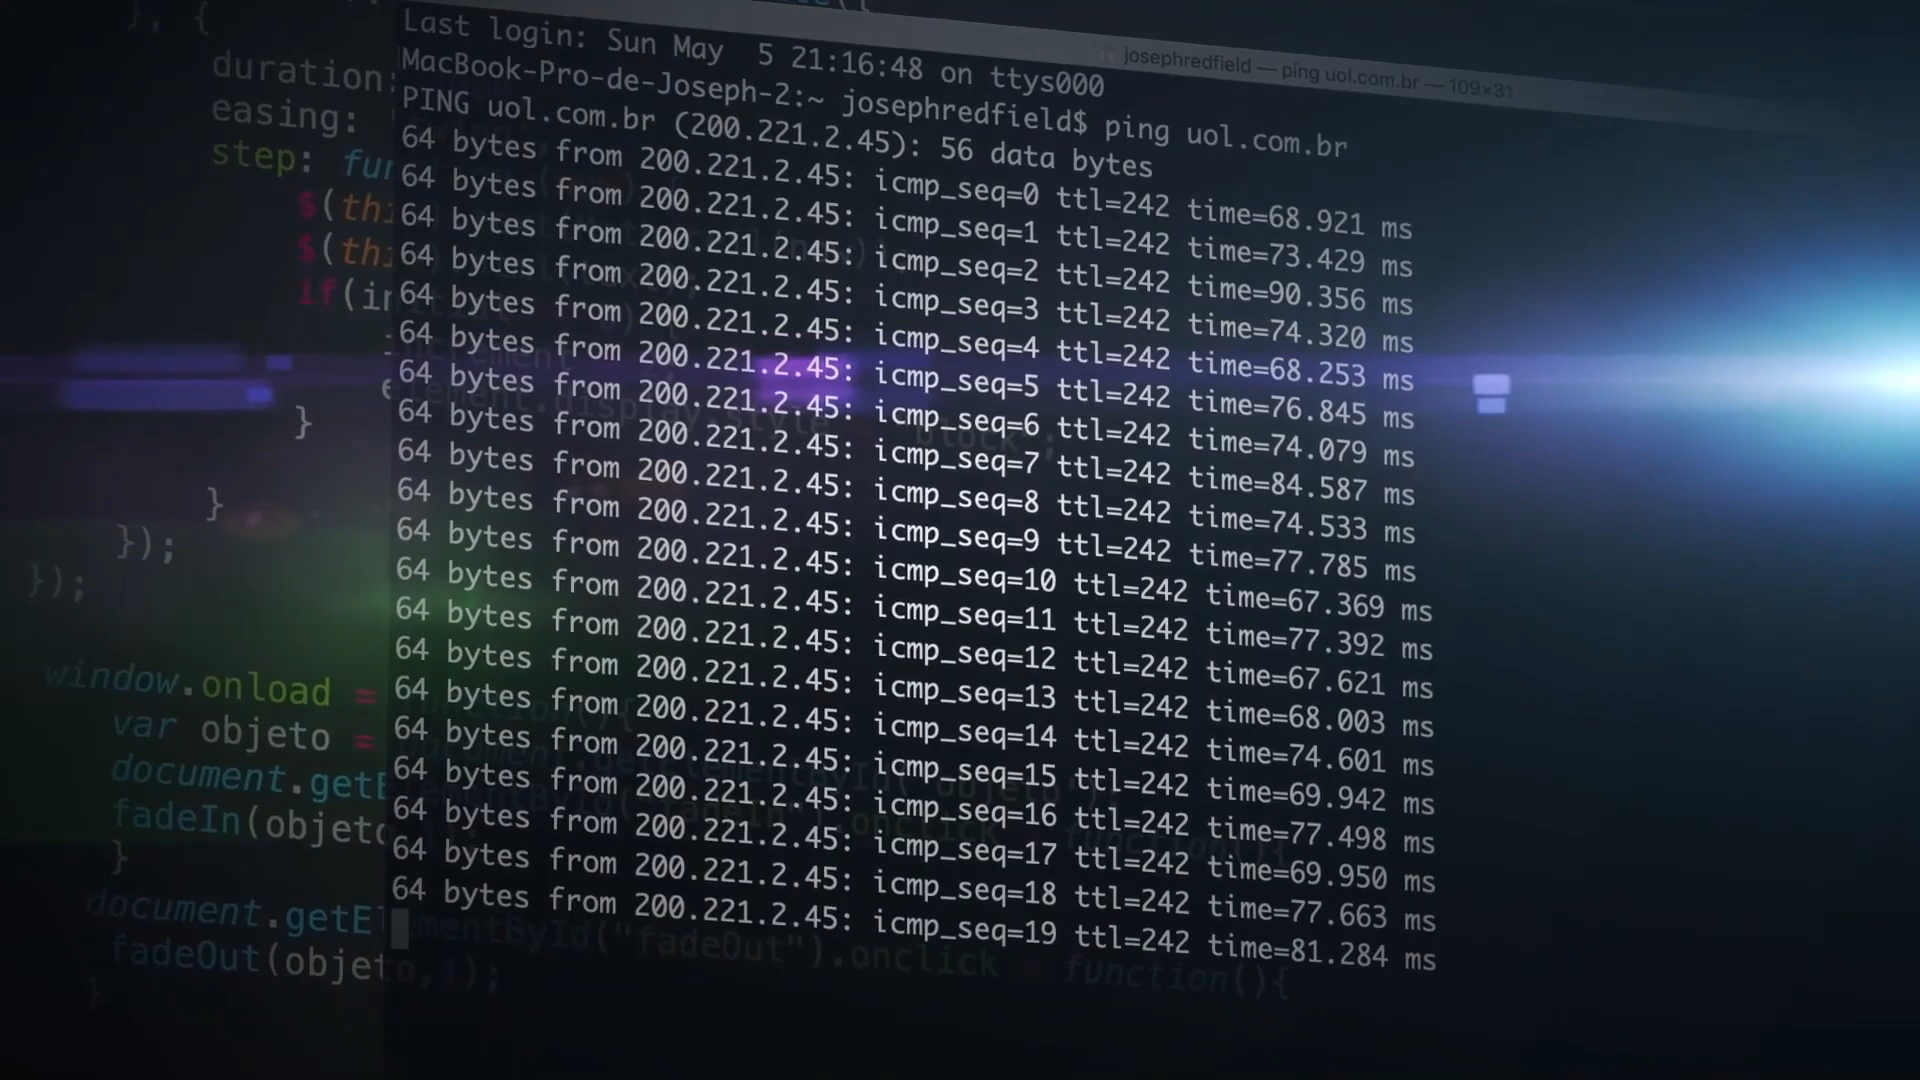 josephredfield — ping uol.com.br — 109×31
Last login: Sun May  5 21:16:48 on ttys000
MacBook-Pro-de-Joseph-2:~ josephredfield$ ping uol.com.br
PING uol.com.br (200.221.2.45): 56 data bytes
64 bytes from 200.221.2.45: icmp_seq=0 ttl=242 time=68.921 ms
64 bytes from 200.221.2.45: icmp_seq=1 ttl=242 time=73.429 ms
64 bytes from 200.221.2.45: icmp_seq=2 ttl=242 time=90.356 ms
64 bytes from 200.221.2.45: icmp_seq=3 ttl=242 time=74.320 ms
64 bytes from 200.221.2.45: icmp_seq=4 ttl=242 time=68.253 ms
64 bytes from 200.221.2.45: icmp_seq=5 ttl=242 time=76.845 ms
64 bytes from 200.221.2.45: icmp_seq=6 ttl=242 time=74.079 ms
64 bytes from 200.221.2.45: icmp_seq=7 ttl=242 time=84.587 ms
64 bytes from 200.221.2.45: icmp_seq=8 ttl=242 time=74.533 ms
64 bytes from 200.221.2.45: icmp_seq=9 ttl=242 time=77.785 ms
64 bytes from 200.221.2.45: icmp_seq=10 ttl=242 time=67.369 ms
64 bytes from 200.221.2.45: icmp_seq=11 ttl=242 time=77.392 ms
64 bytes from 200.221.2.45: icmp_seq=12 ttl=242 time=67.621 ms
64 bytes from 200.221.2.45: icmp_seq=13 ttl=242 time=68.003 ms
64 bytes from 200.221.2.45: icmp_seq=14 ttl=242 time=74.601 ms
64 bytes from 200.221.2.45: icmp_seq=15 ttl=242 time=69.942 ms
64 bytes from 200.221.2.45: icmp_seq=16 ttl=242 time=77.498 ms
64 bytes from 200.221.2.45: icmp_seq=17 ttl=242 time=69.950 ms
64 bytes from 200.221.2.45: icmp_seq=18 ttl=242 time=77.663 ms
64 bytes from 200.221.2.45: icmp_seq=19 ttl=242 time=81.284 ms
}, {
duration:
easing:
step:
$(thi
$(thi
if(in
element.display style "block";
}
}
});
});
window.onload = function(){
var objeto =
document.getElementById("objeto");
fadeIn(objeto
}
document.getElementById("fadeOut").onclick = function(){
fadeOut(objeto,1);
}